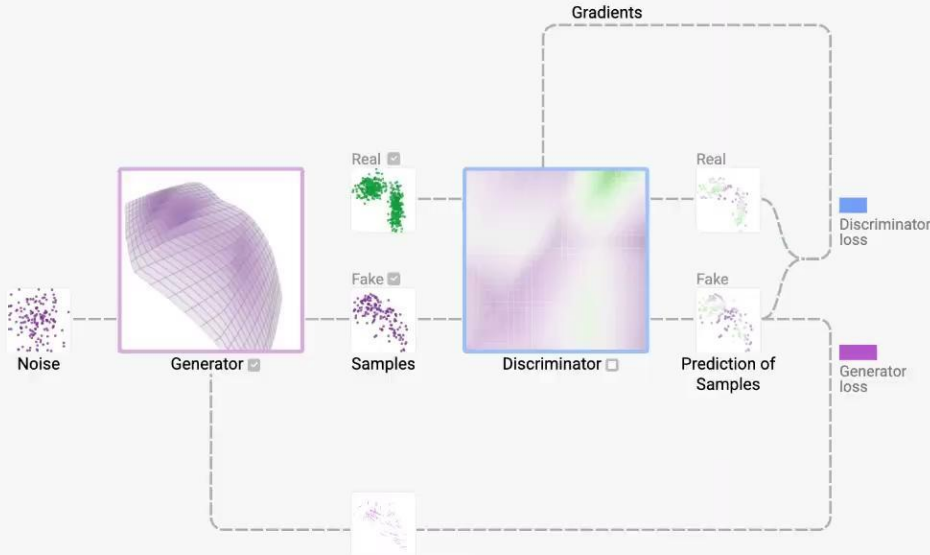 Gradients
Real
Real
Discriminator
loss
Fake
Fake
Noise
Generator
Samples
Discriminator
Prediction of
Samples
Generator
loss